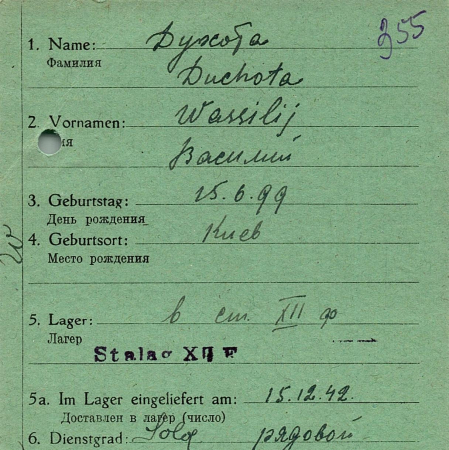 355
1. Name: Духота
Фамилия
Duchota
2. Vornamen: Wassilij
Василий
3. Geburtstag: 15.6.99
День рождения
4. Geburtsort: Киев
Место рождения
5. Lager: в ст. XII ф
Лагер
Stalag XII F
5a. Im Lager eingeliefert am: 15.12.42.
Доставлен в лагер (число)
6. Dienstgrad: Sold рядовой